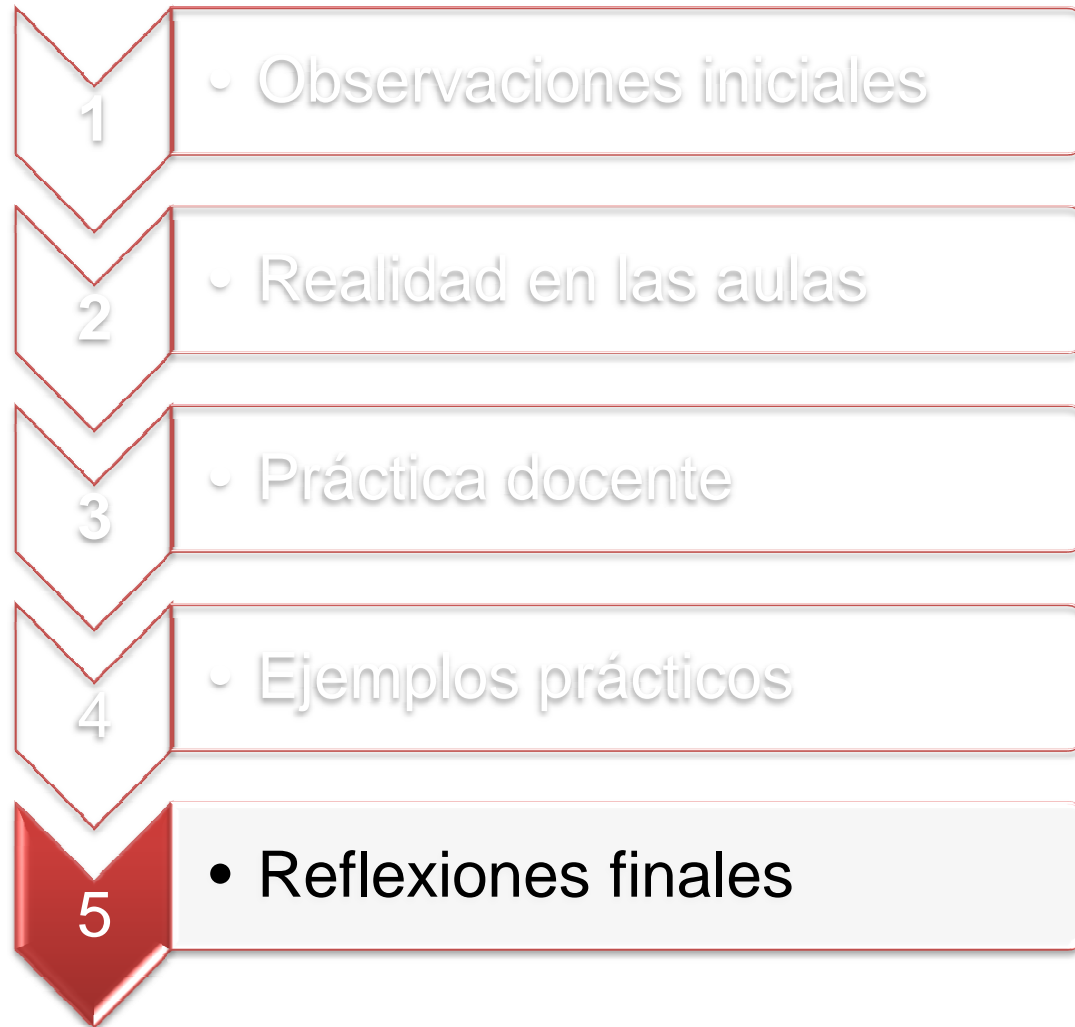 1
• Observaciones iniciales
2
• Realidad en las aulas
3
• Práctica docente
4
• Ejemplos prácticos
5
• Reflexiones finales